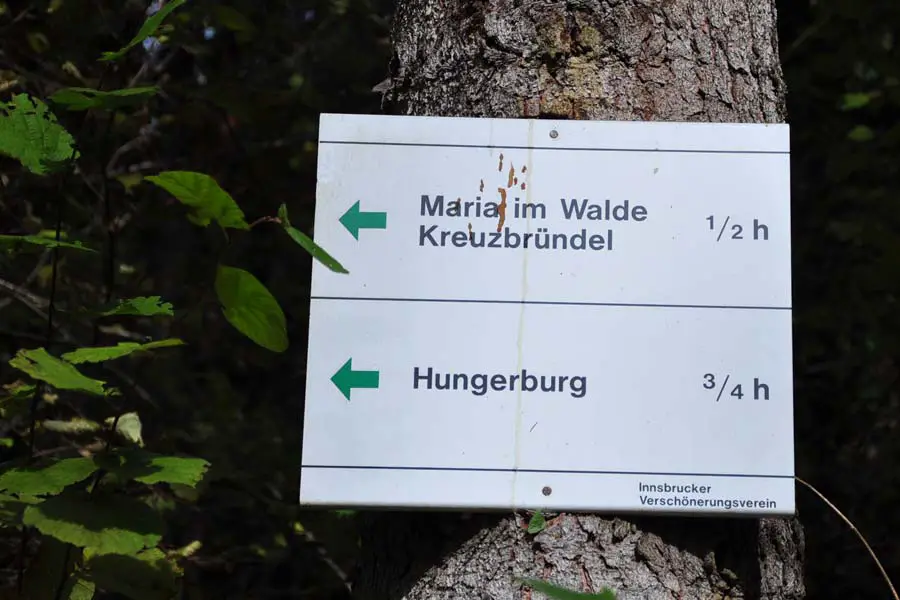 Maria im Walde
Kreuzbründel
1/2 h
Hungerburg
3/4 h
Innsbrucker
Verschönerungsverein